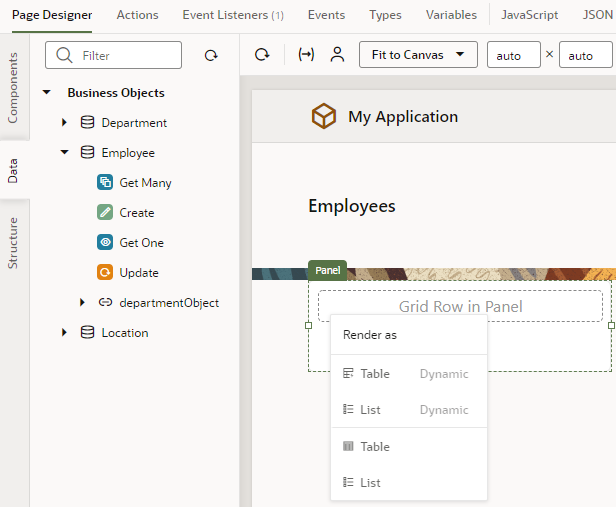 Page Designer Actions Event Listeners (1) Events Types Variables JavaScript JSON
Components
Data
Structure
Filter
Business Objects
Department
Employee
Get Many
Create
Get One
Update
departmentObject
Location
Fit to Canvas auto × auto
My Application
Employees
Panel
Grid Row in Panel
Render as
Table Dynamic
List Dynamic
Table
List